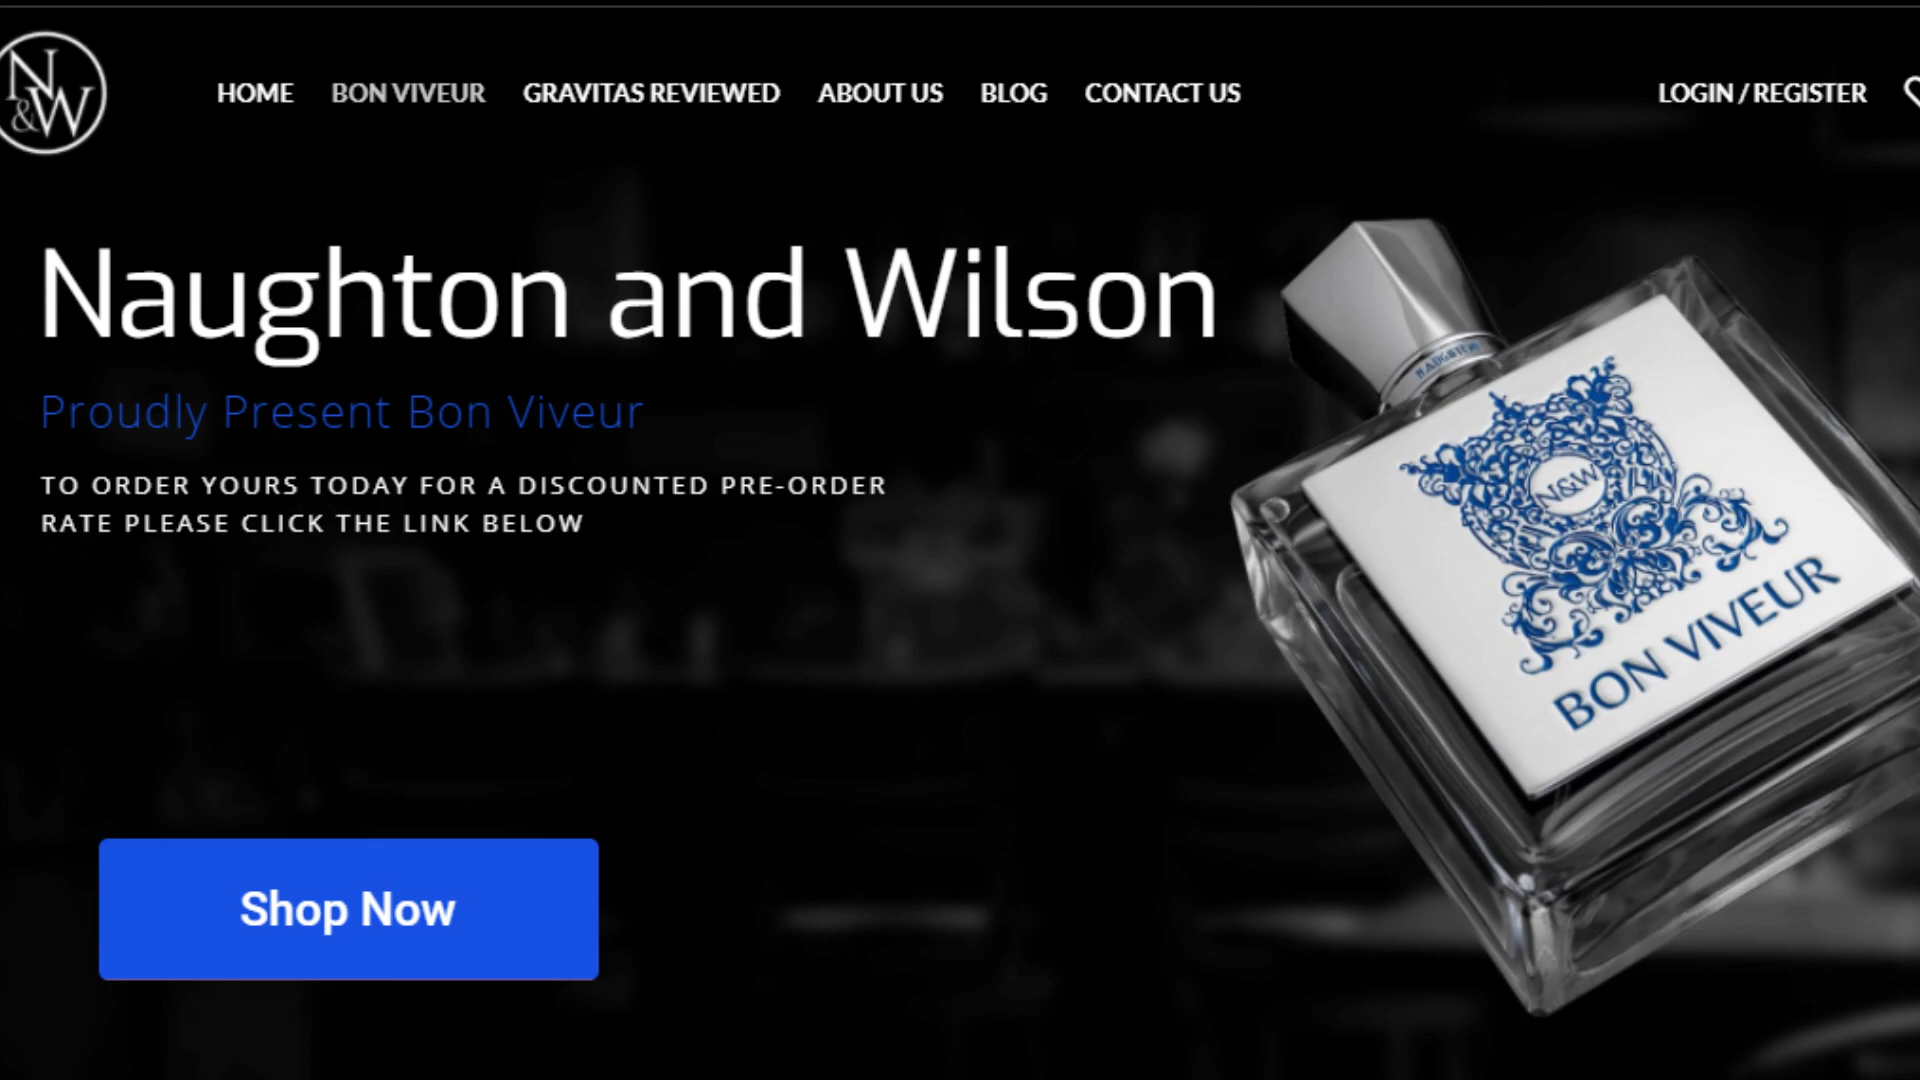 N
&W
HOME BON VIVEUR GRAVITAS REVIEWED ABOUT US BLOG CONTACT US LOGIN / REGISTER
Naughton and Wilson
Proudly Present Bon Viveur
TO ORDER YOURS TODAY FOR A DISCOUNTED PRE-ORDER
RATE PLEASE CLICK THE LINK BELOW
NAUGHTON
N&W
BON VIVEUR
Shop Now